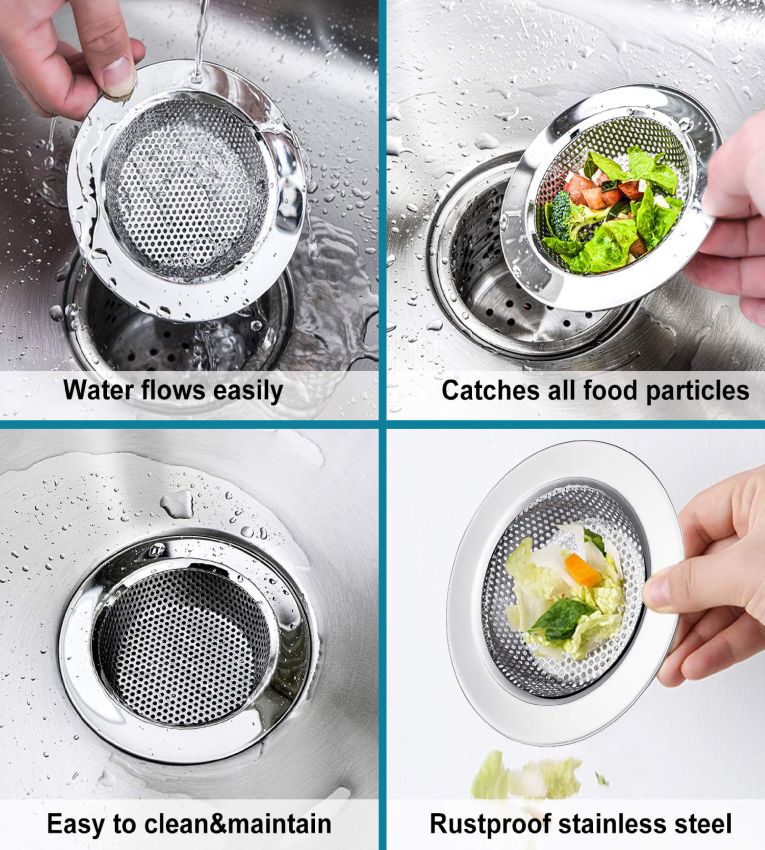 Water flows easily
Catches all food particles
Easy to clean&maintain
Rustproof stainless steel